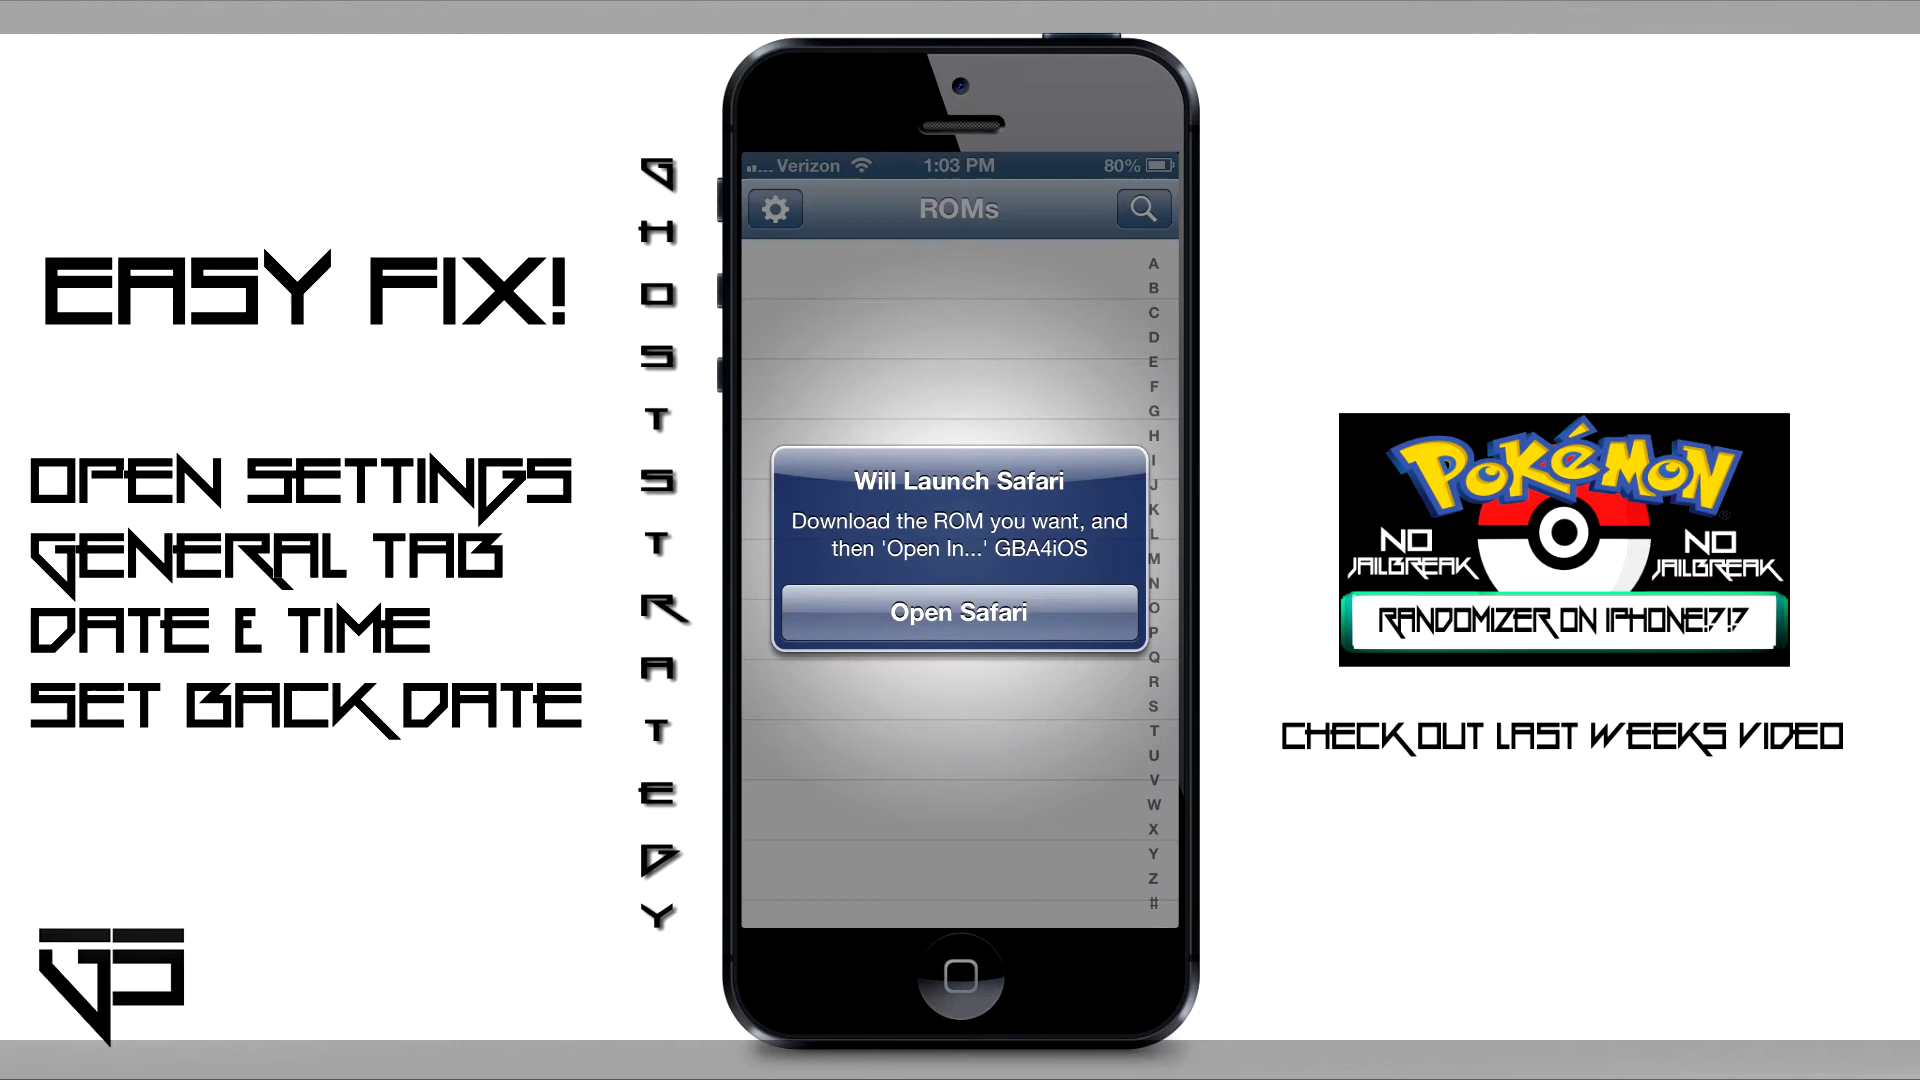 EASY FIX!
OPEN SETTINGS
GENERAL TAB
DATE & TIME
SET BACK DATE
GS
G
H
O
S
T
S
T
R
A
T
E
G
Y
Verizon 1:03 PM 80%
ROMs
A
B
C
D
E
F
G
H
I
J
K
L
M
N
O
P
Q
R
S
T
U
V
W
X
Y
Z
#
Will Launch Safari
Download the ROM you want, and
then 'Open In...' GBA4iOS
Open Safari
POKéMON
NO JAILBREAK
NO JAILBREAK
RANDOMIZER ON IPHONE!?!?
CHECK OUT LAST WEEKS VIDEO